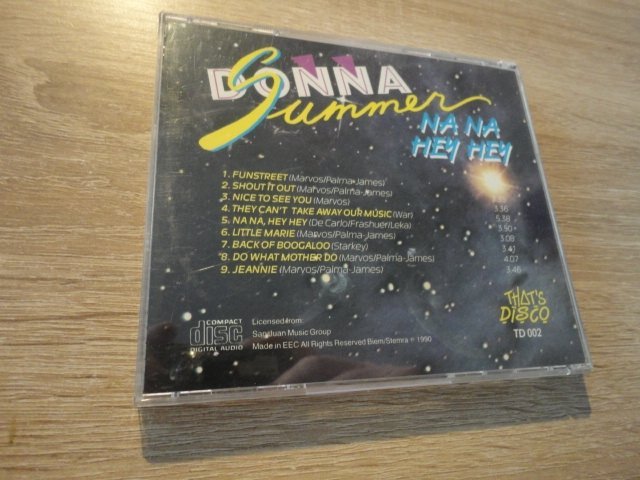 DONNA
Summer
NA NA
HEY HEY
1. FUNSTREET (Marvos/Palma-James)
2. SHOUT IT OUT (Marvos/Palma-James)
3. NICE TO SEE YOU (Marvos)
4. THEY CAN'T TAKE AWAY OUR MUSIC (War) 3.36
5. NA NA, HEY HEY (De Carlo/Frashuer/Leka) 5.38
6. LITTLE MARIE (Marvos/Palma-James) 3.90
7. BACK OF BOOGALOO (Starkey) 3.08
8. DO WHAT MOTHER DO (Marvos/Palma-James) 3.41
9. JEANNIE (Marvos/Palma-James) 4.07
3.46
COMPACT
disc
DIGITAL AUDIO
Licensed from:
Sanduan Music Group
Made in EEC All Rights Reserved Biem/Stemra ℗ 1990
THAT'S
DISCO
TD 002